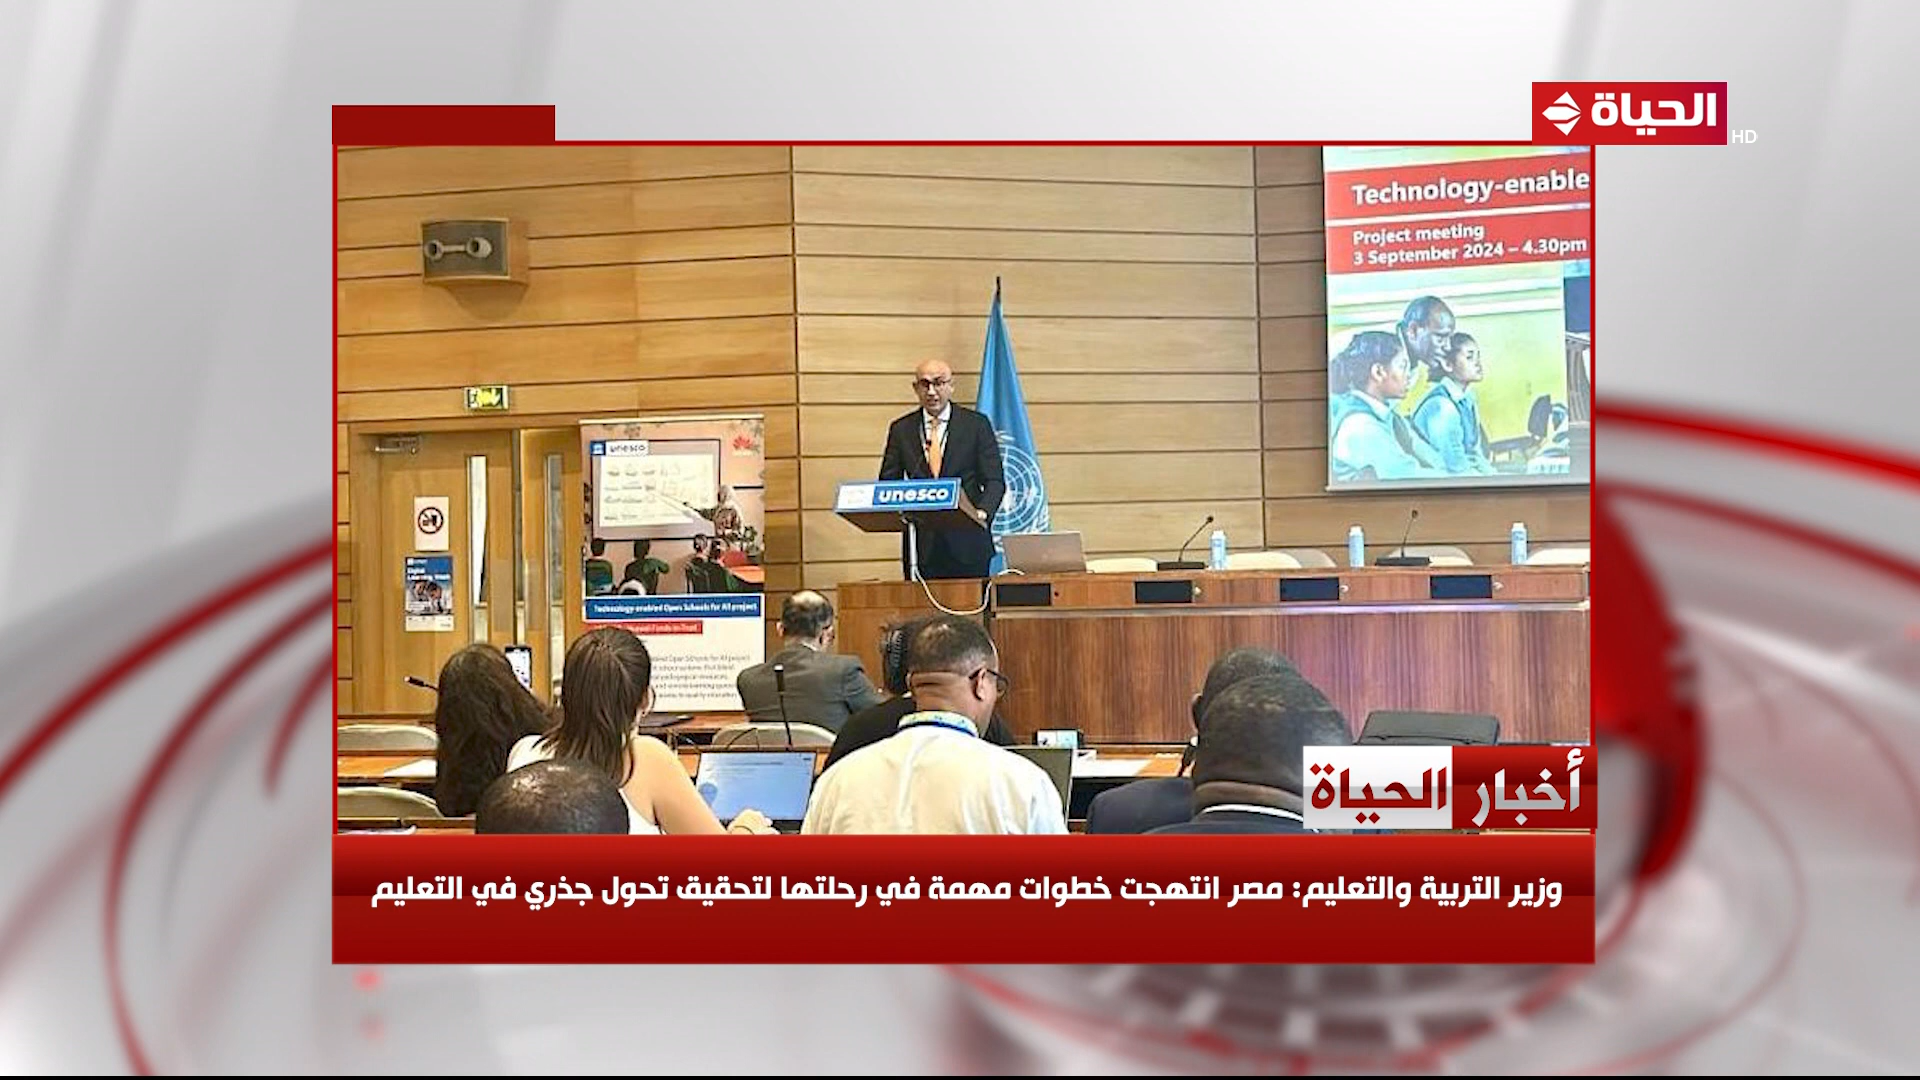 الحياة
HD
Technology-enable
Project meeting
3 September 2024 – 4.30pm
unesco
unesco
Technology-enabled Open Schools for All project
أخبار الحياة
وزير التربية والتعليم: مصر انتهجت خطوات مهمة في رحلتها لتحقيق تحول جذري في التعليم